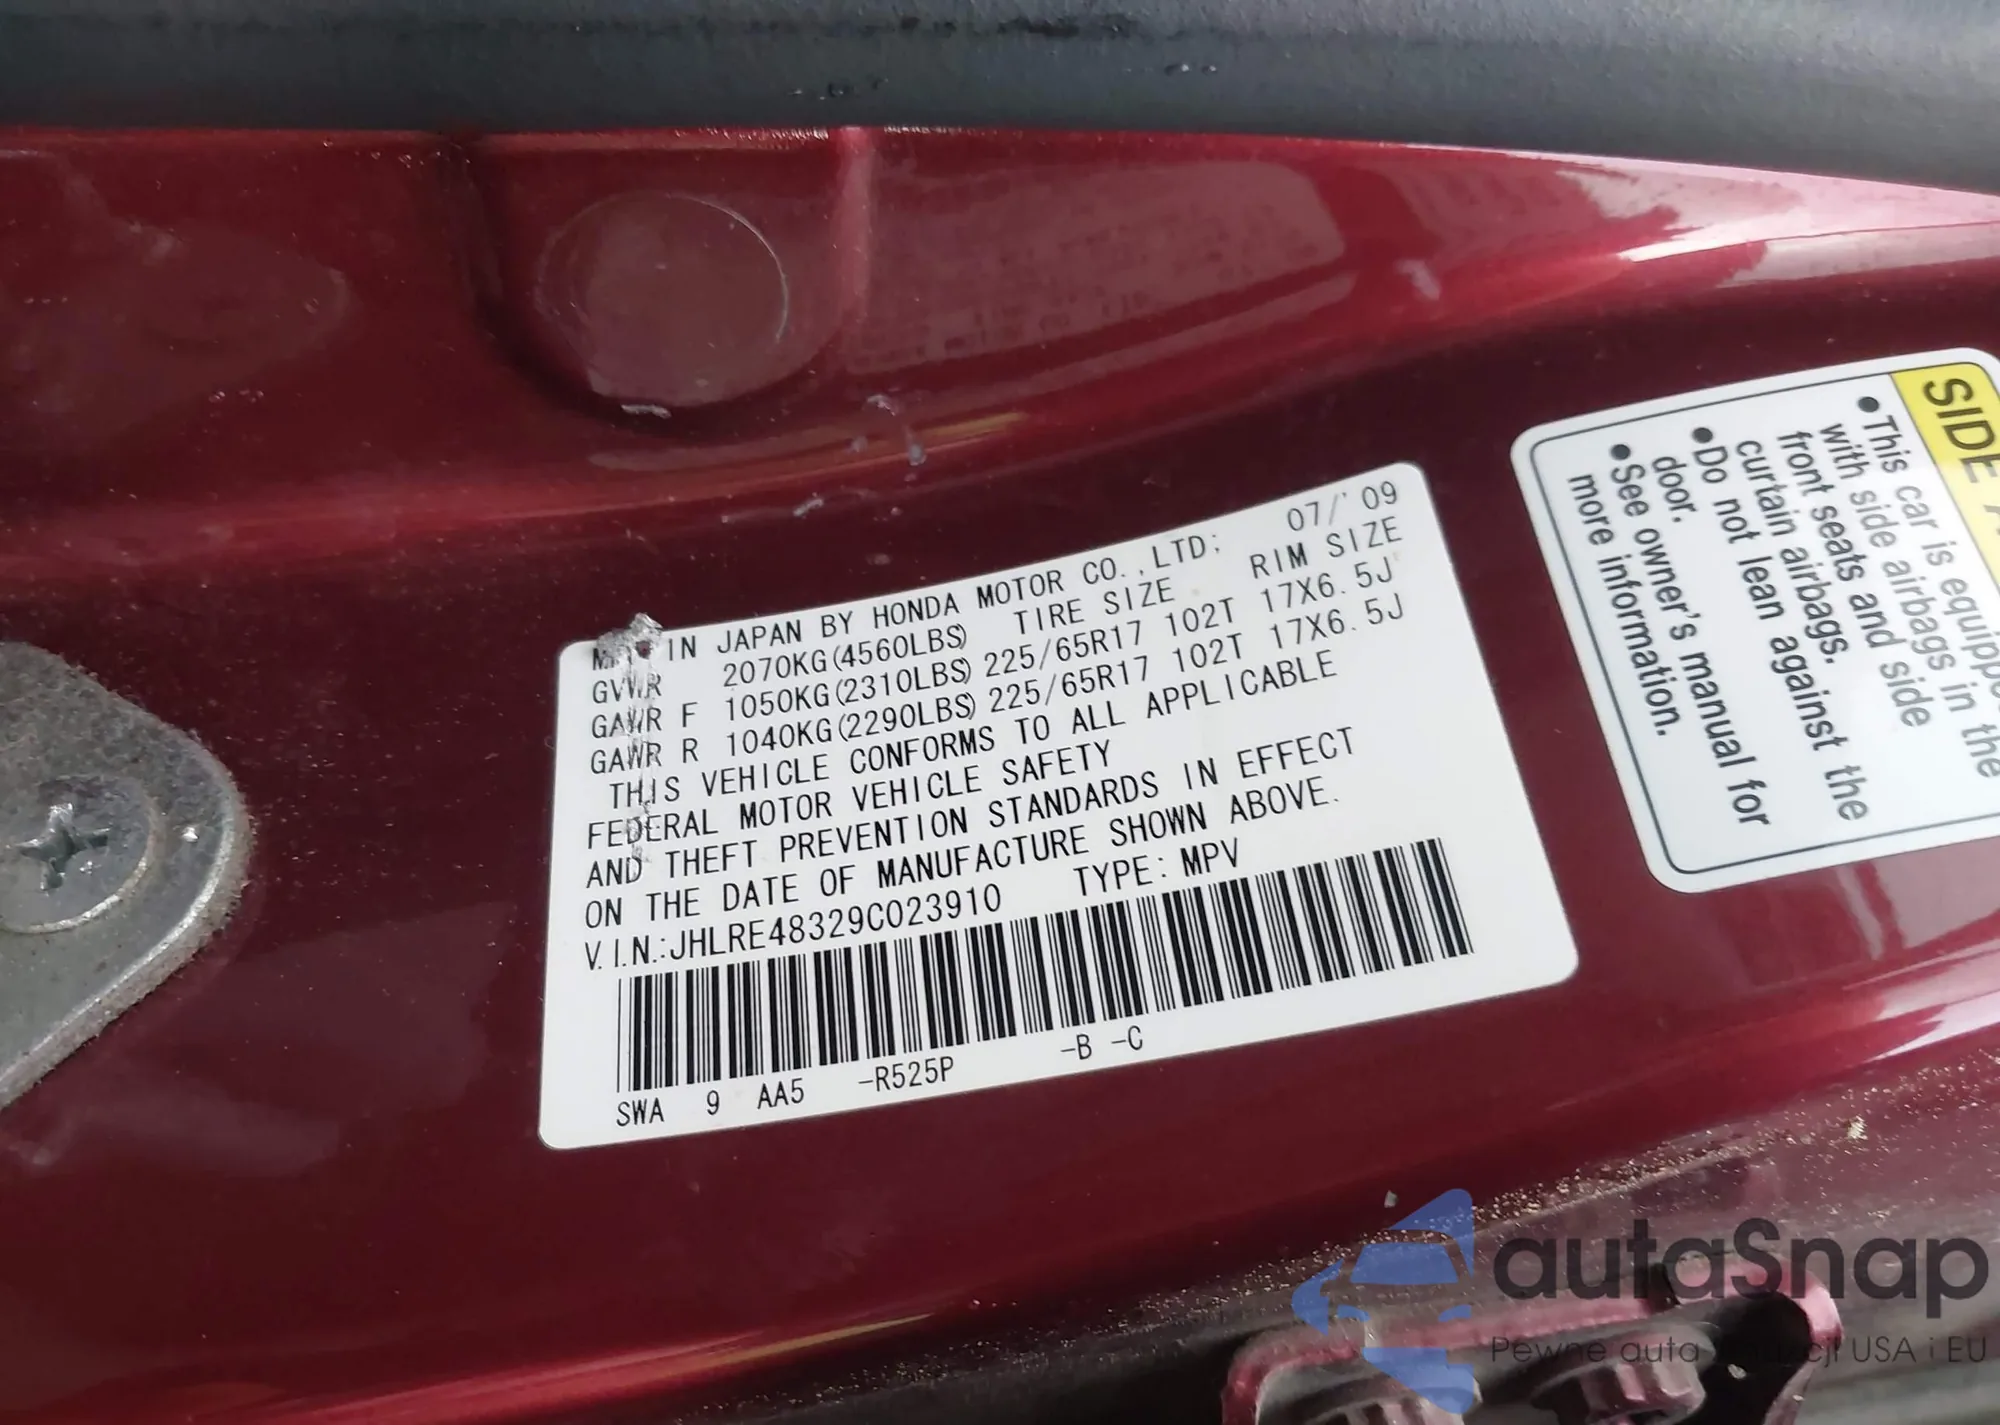 07/'09
IN JAPAN BY HONDA MOTOR CO.,LTD:
GVWR 2070KG(4560LBS) TIRE SIZE RIM SIZE
GAWR F 1050KG(2310LBS) 225/65R17 102T 17X6.5J
GAWR R 1040KG(2290LBS) 225/65R17 102T 17X6.5J
THIS VEHICLE CONFORMS TO ALL APPLICABLE
FEDERAL MOTOR VEHICLE SAFETY
AND THEFT PREVENTION STANDARDS IN EFFECT
ON THE DATE OF MANUFACTURE SHOWN ABOVE.
V.I.N.:JHLRE48329C023910 TYPE: MPV
SWA 9 AA5 -R525P -B -C
SIDE
•This car is
with side airbags in the
front seats and side
curtain airbags.
•Do not lean against the
door.
•See owner's manual for
more information.
autaSnap
Pewne auta USA i EU